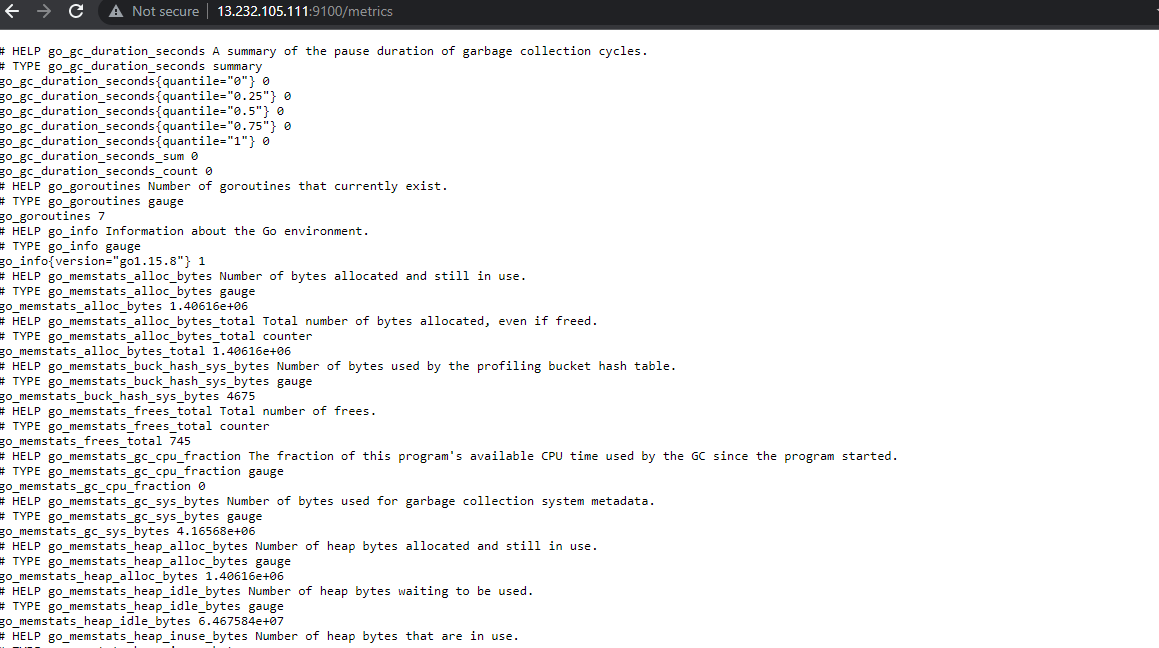 Not secure | 13.232.105.111:9100/metrics
# HELP go_gc_duration_seconds A summary of the pause duration of garbage collection cycles.
# TYPE go_gc_duration_seconds summary
go_gc_duration_seconds{quantile="0"} 0
go_gc_duration_seconds{quantile="0.25"} 0
go_gc_duration_seconds{quantile="0.5"} 0
go_gc_duration_seconds{quantile="0.75"} 0
go_gc_duration_seconds{quantile="1"} 0
go_gc_duration_seconds_sum 0
go_gc_duration_seconds_count 0
# HELP go_goroutines Number of goroutines that currently exist.
# TYPE go_goroutines gauge
go_goroutines 7
# HELP go_info Information about the Go environment.
# TYPE go_info gauge
go_info{version="go1.15.8"} 1
# HELP go_memstats_alloc_bytes Number of bytes allocated and still in use.
# TYPE go_memstats_alloc_bytes gauge
go_memstats_alloc_bytes 1.40616e+06
# HELP go_memstats_alloc_bytes_total Total number of bytes allocated, even if freed.
# TYPE go_memstats_alloc_bytes_total counter
go_memstats_alloc_bytes_total 1.40616e+06
# HELP go_memstats_buck_hash_sys_bytes Number of bytes used by the profiling bucket hash table.
# TYPE go_memstats_buck_hash_sys_bytes gauge
go_memstats_buck_hash_sys_bytes 4675
# HELP go_memstats_frees_total Total number of frees.
# TYPE go_memstats_frees_total counter
go_memstats_frees_total 745
# HELP go_memstats_gc_cpu_fraction The fraction of this program's available CPU time used by the GC since the program started.
# TYPE go_memstats_gc_cpu_fraction gauge
go_memstats_gc_cpu_fraction 0
# HELP go_memstats_gc_sys_bytes Number of bytes used for garbage collection system metadata.
# TYPE go_memstats_gc_sys_bytes gauge
go_memstats_gc_sys_bytes 4.16568e+06
# HELP go_memstats_heap_alloc_bytes Number of heap bytes allocated and still in use.
# TYPE go_memstats_heap_alloc_bytes gauge
go_memstats_heap_alloc_bytes 1.40616e+06
# HELP go_memstats_heap_idle_bytes Number of heap bytes waiting to be used.
# TYPE go_memstats_heap_idle_bytes gauge
go_memstats_heap_idle_bytes 6.467584e+07
# HELP go_memstats_heap_inuse_bytes Number of heap bytes that are in use.